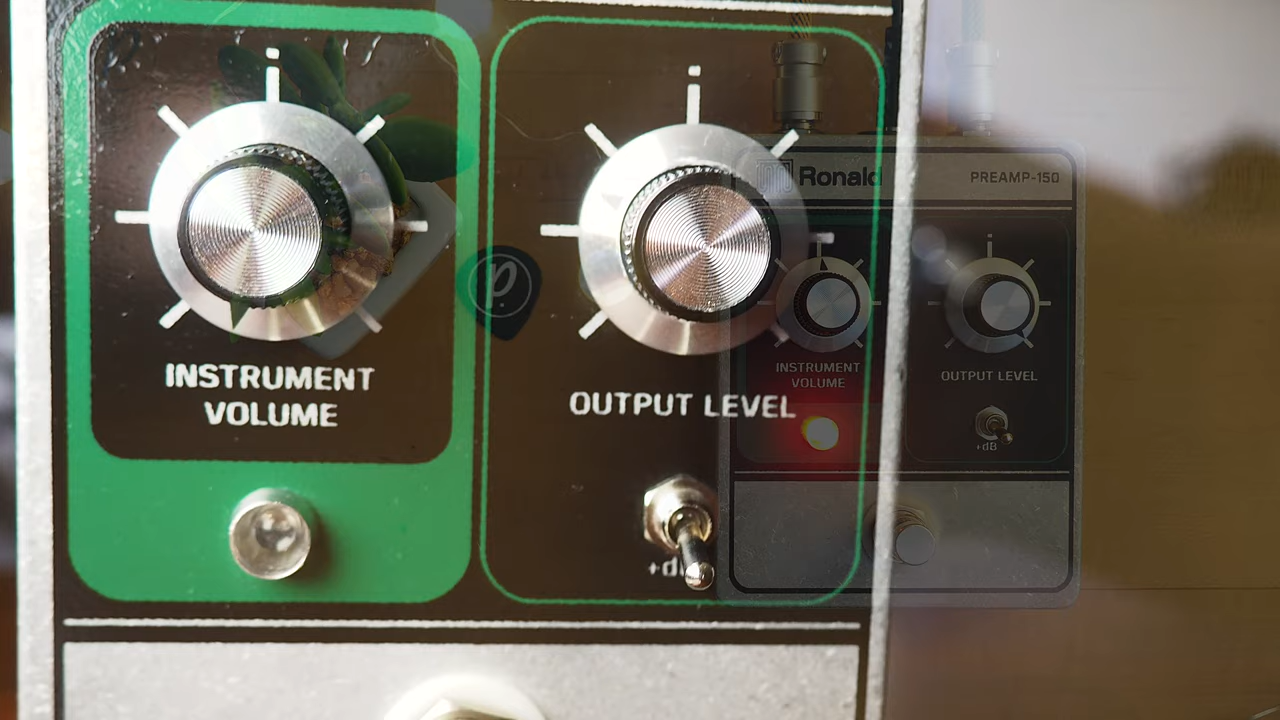 INSTRUMENT
VOLUME
OUTPUT LEVEL
+d
p
Ronald
PREAMP-150
INSTRUMENT
VOLUME
OUTPUT LEVEL
+dB